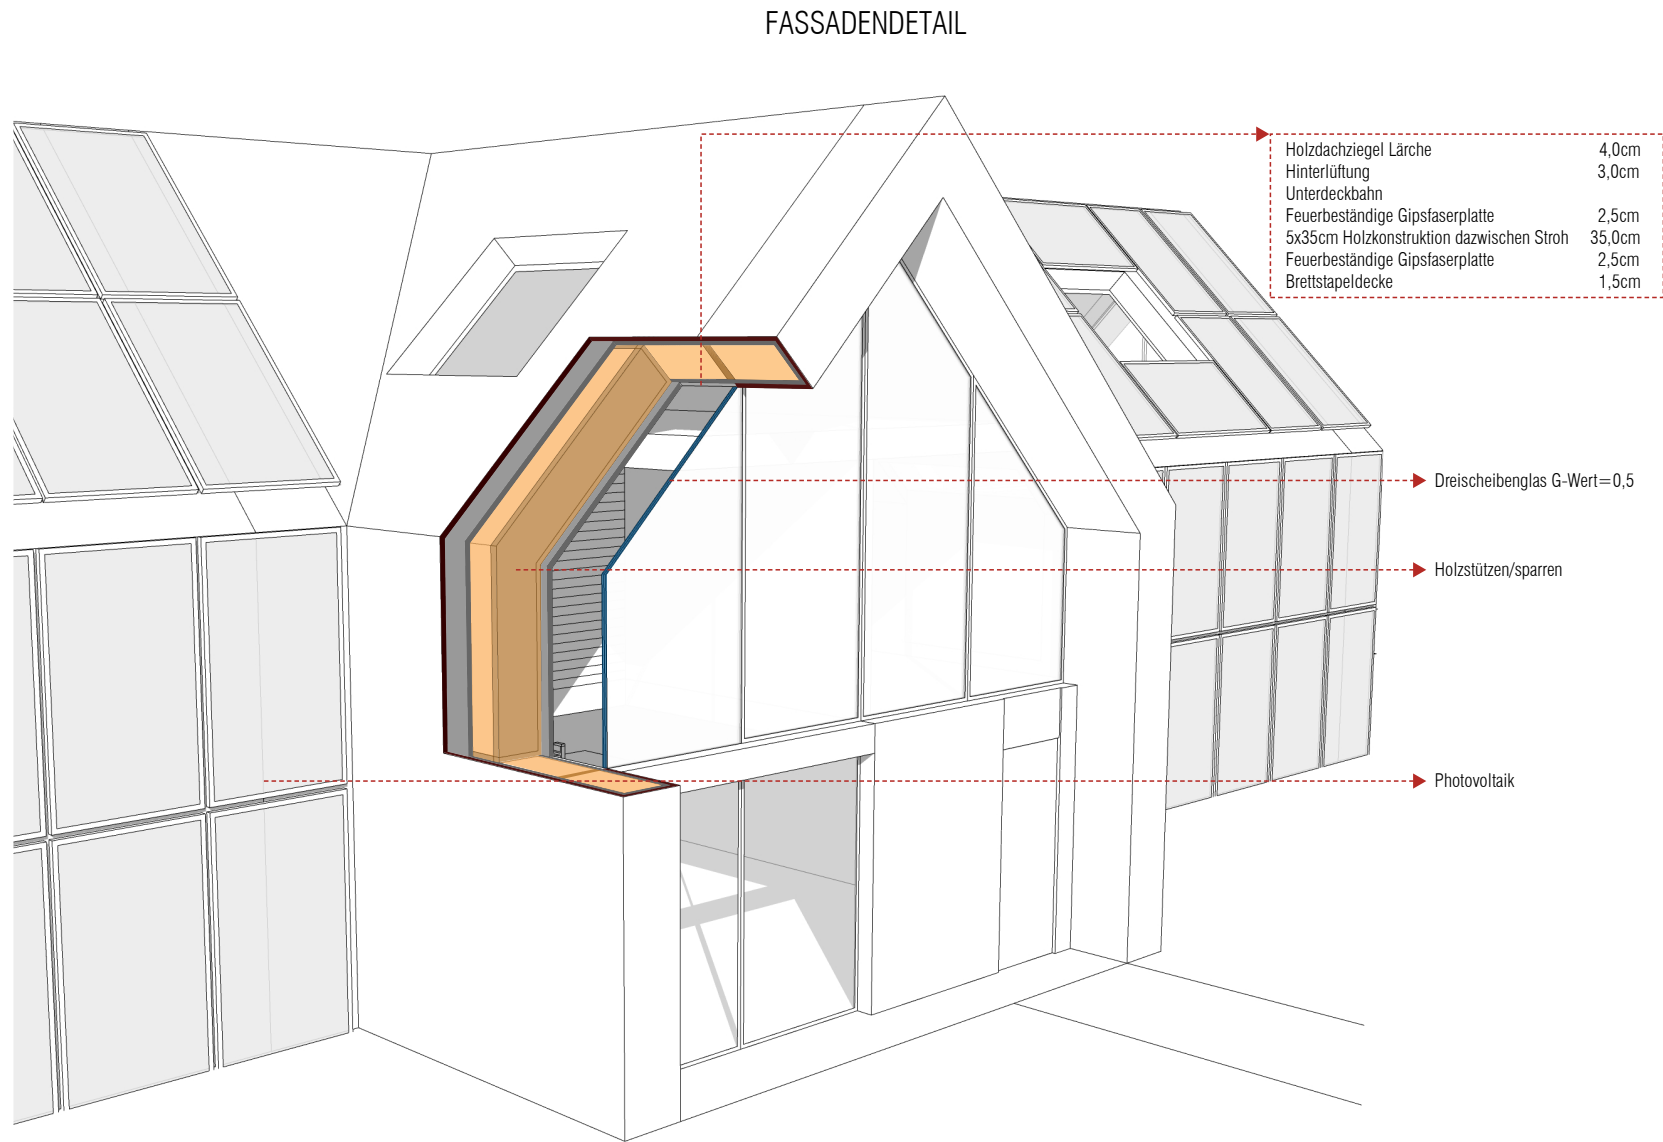 FASSADENDETAIL
Holzdachziegel Lärche 4,0cm
Hinterlüftung 3,0cm
Unterdeckbahn
Feuerbeständige Gipsfaserplatte 2,5cm
5x35cm Holzkonstruktion dazwischen Stroh 35,0cm
Feuerbeständige Gipsfaserplatte 2,5cm
Brettstapeldecke 1,5cm
Dreischeibenglas G-Wert=0,5
Holzstützen/sparren
Photovoltaik